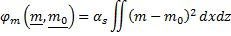 φₘ(m, m₀) = αₛ ∬(m − m₀)² dxdz